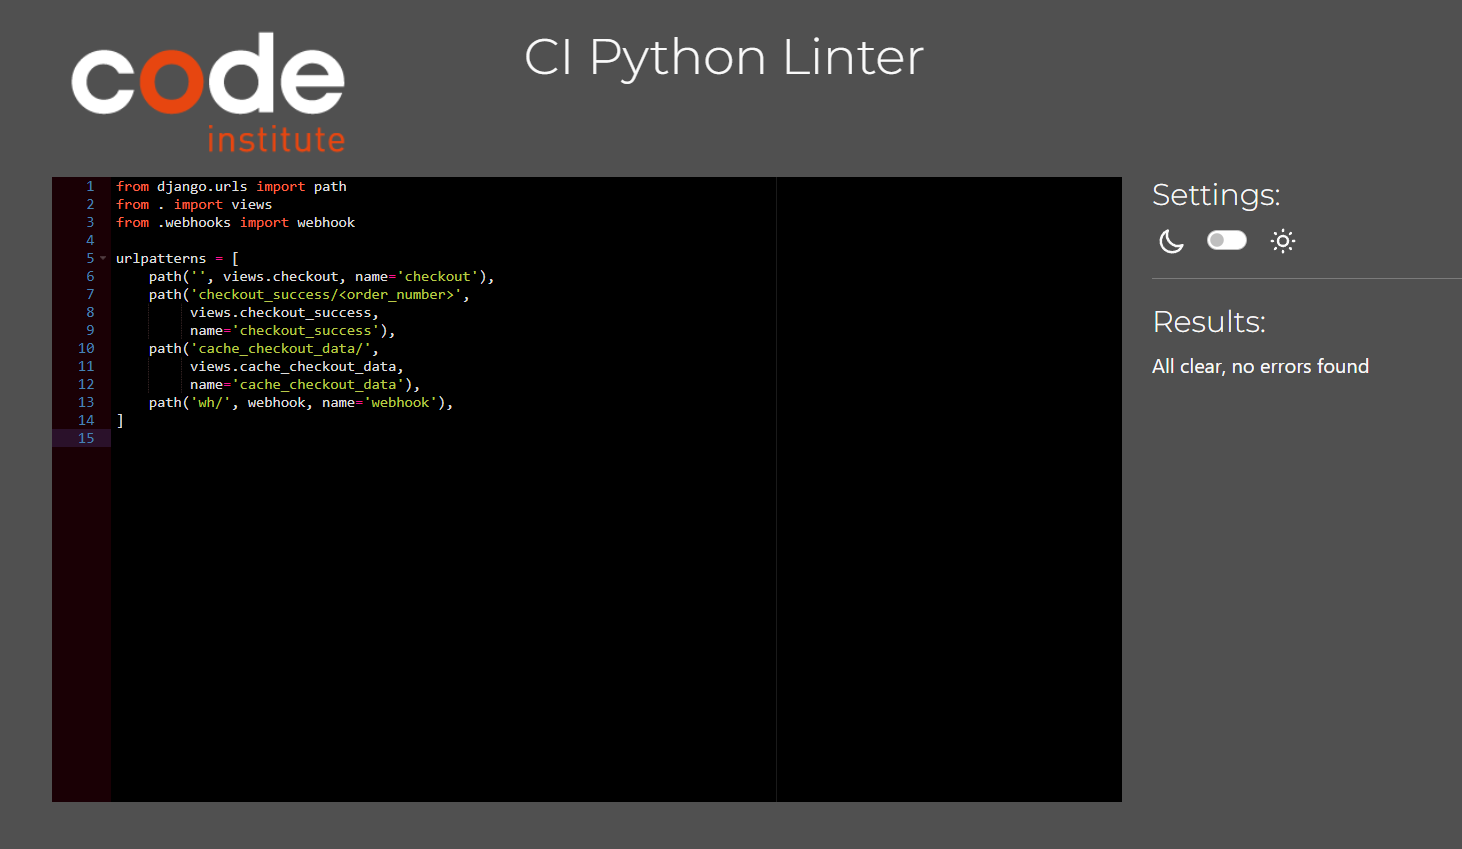 code
institute
CI Python Linter
1 from django.urls import path
2 from . import views
3 from .webhooks import webhook
4
5 urlpatterns = [
6     path('', views.checkout, name='checkout'),
7     path('checkout_success/<order_number>',
8          views.checkout_success,
9          name='checkout_success'),
10     path('cache_checkout_data/',
11          views.cache_checkout_data,
12          name='cache_checkout_data'),
13     path('wh/', webhook, name='webhook'),
14 ]
15
Settings:
Results:
All clear, no errors found